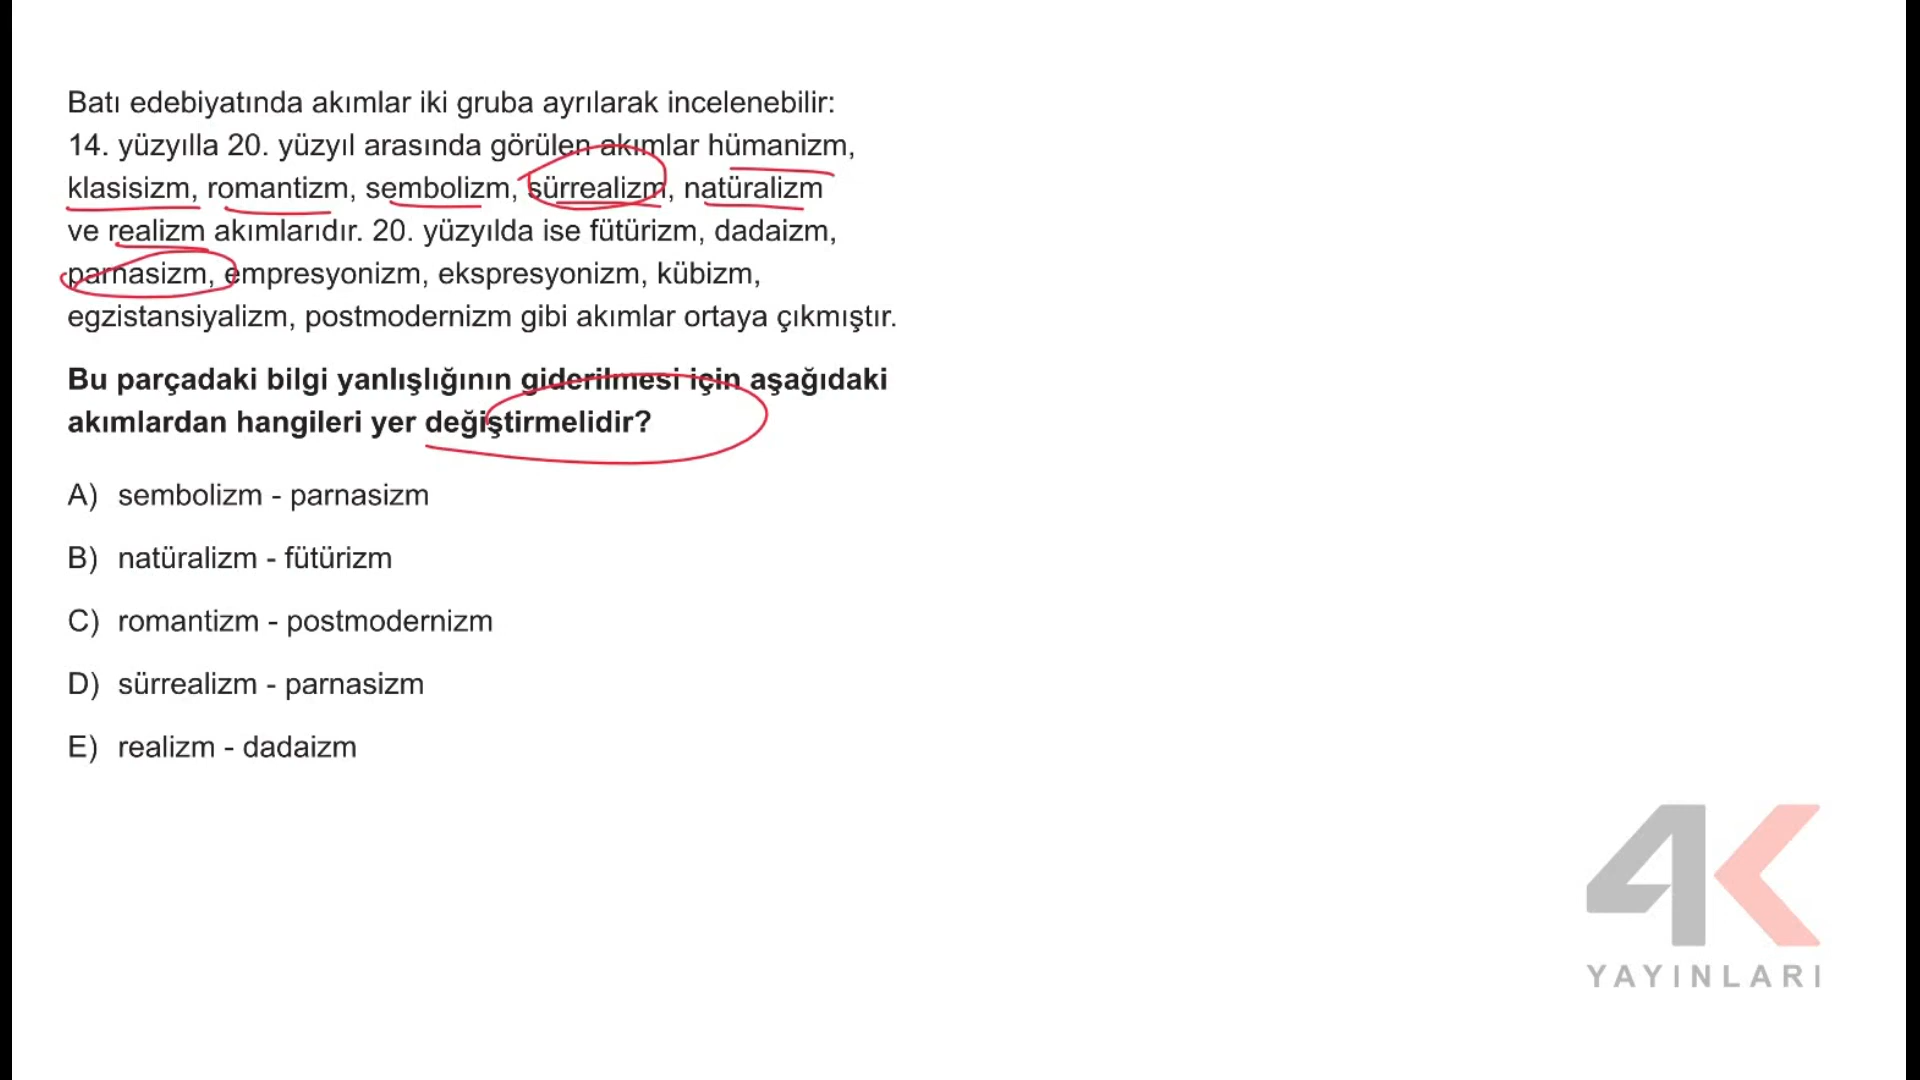 Batı edebiyatında akımlar iki gruba ayrılarak incelenebilir:
14. yüzyılla 20. yüzyıl arasında görülen akımlar hümanizm,
klasisizm, romantizm, sembolizm, sürrealizm, natüralizm
ve realizm akımlarıdır. 20. yüzyılda ise fütürizm, dadaizm,
parnasizm, empresyonizm, ekspresyonizm, kübizm,
egzistansiyalizm, postmodernizm gibi akımlar ortaya çıkmıştır.
Bu parçadaki bilgi yanlışlığının giderilmesi için aşağıdaki
akımlardan hangileri yer değiştirmelidir?
A) sembolizm - parnasizm
B) natüralizm - fütürizm
C) romantizm - postmodernizm
D) sürrealizm - parnasizm
E) realizm - dadaizm
4K
YAYINLARI